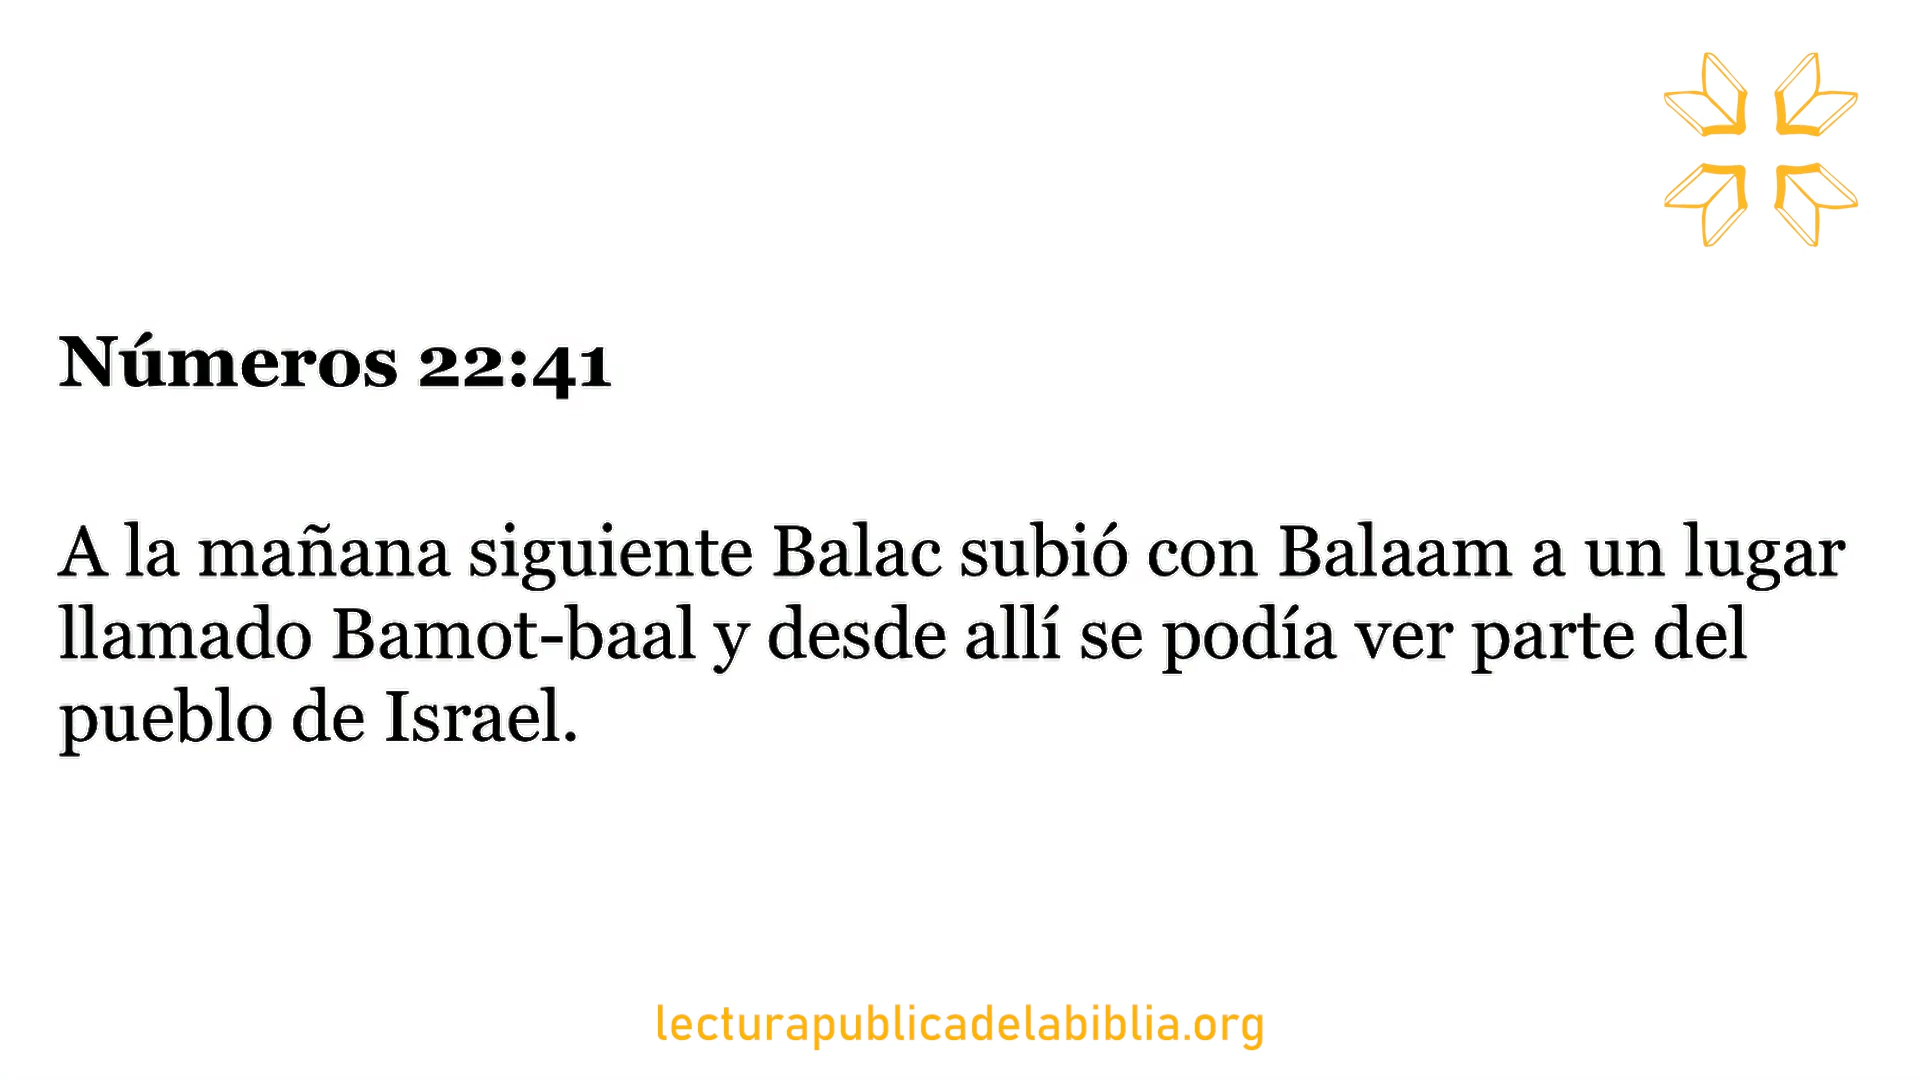 Números 22:41
A la mañana siguiente Balac subió con Balaam a un lugar
llamado Bamot-baal y desde allí se podía ver parte del
pueblo de Israel.
lecturapublicadelabiblia.org